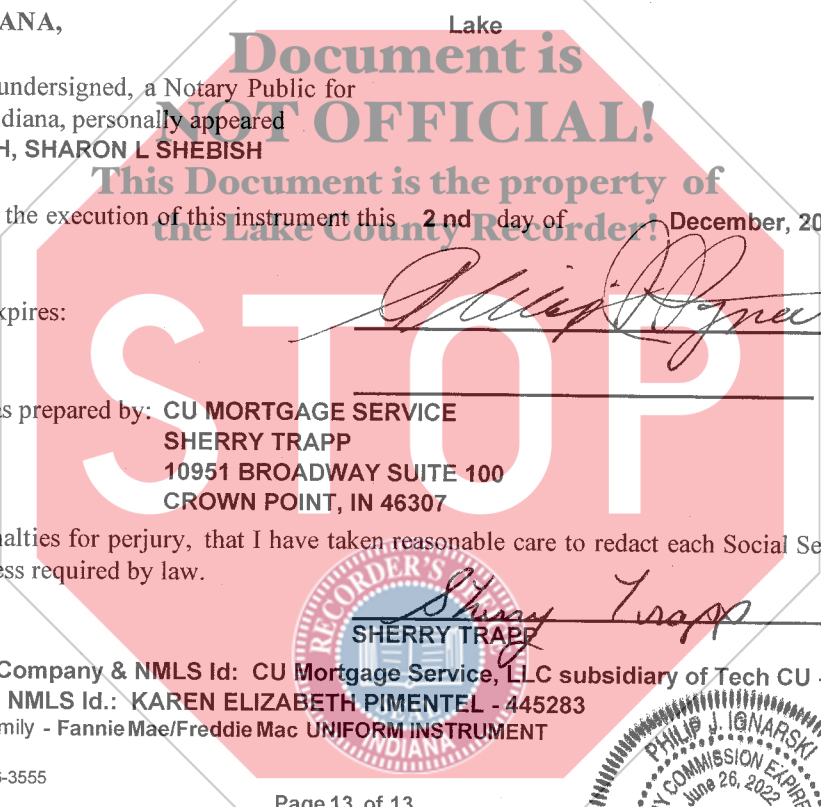 ANA, Lake
Document is
undersigned, a Notary Public for
NOT OFFICIAL!
diana, personally appeared
H, SHARON L SHEBISH
This Document is the property of
the execution of this instrument this 2 nd day of December, 20
the Lake County Recorder!
xpires:
STOP
s prepared by: CU MORTGAGE SERVICE
SHERRY TRAPP
10951 BROADWAY SUITE 100
CROWN POINT, IN 46307
nalties for perjury, that I have taken reasonable care to redact each Social Se
ess required by law.
RECORDER'S
Sherry Trapp
SHERRY TRAPP
Company & NMLS Id: CU Mortgage Service, LLC subsidiary of Tech CU -
NMLS Id.: KAREN ELIZABETH PIMENTEL - 445283
mily - Fannie Mae/Freddie Mac UNIFORM INSTRUMENT
INDIANA
PHILIP J. IGNARSKI
Y COMMISSION EXPIRE
June 26, 2022
-3555
Page 13 of 13